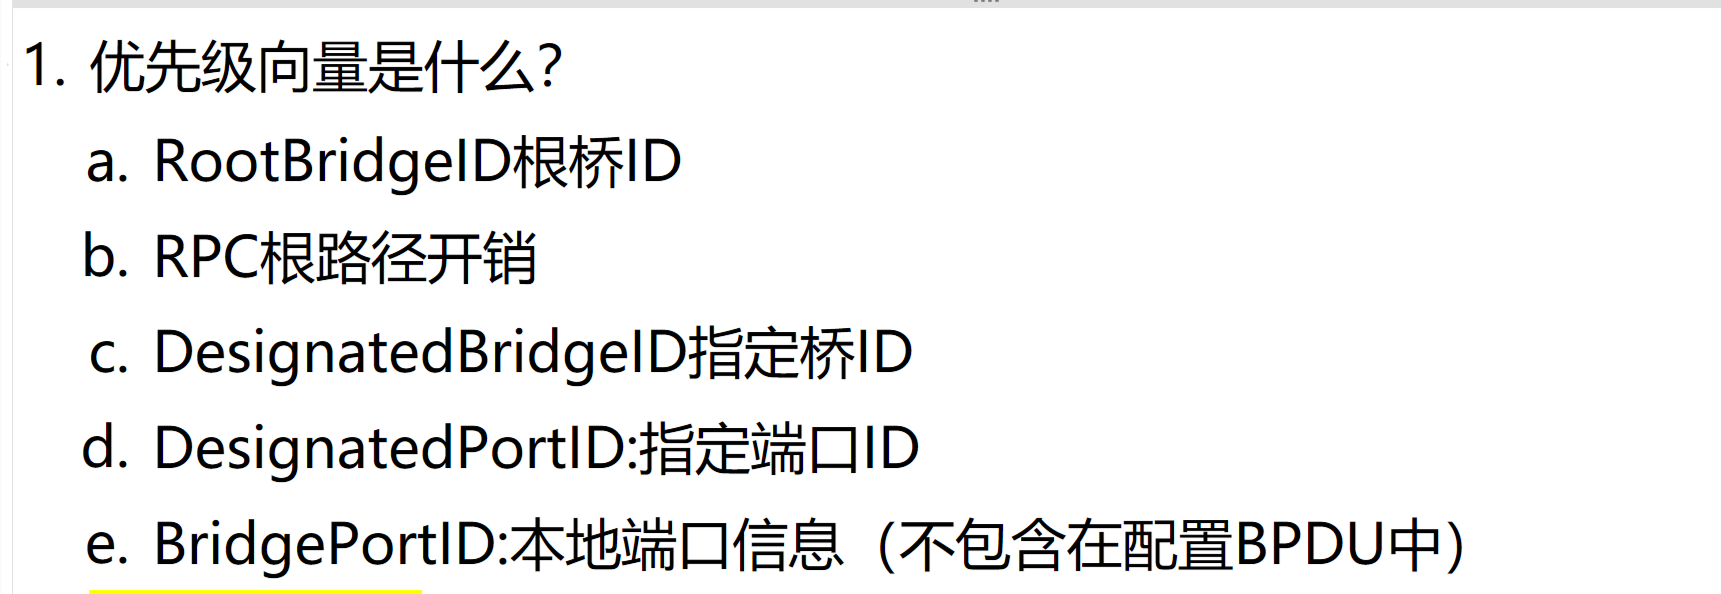 1. 优先级向量是什么？
a. RootBridgeID根桥ID
b. RPC根路径开销
c. DesignatedBridgeID指定桥ID
d. DesignatedPortID:指定端口ID
e. BridgePortID:本地端口信息（不包含在配置BPDU中）